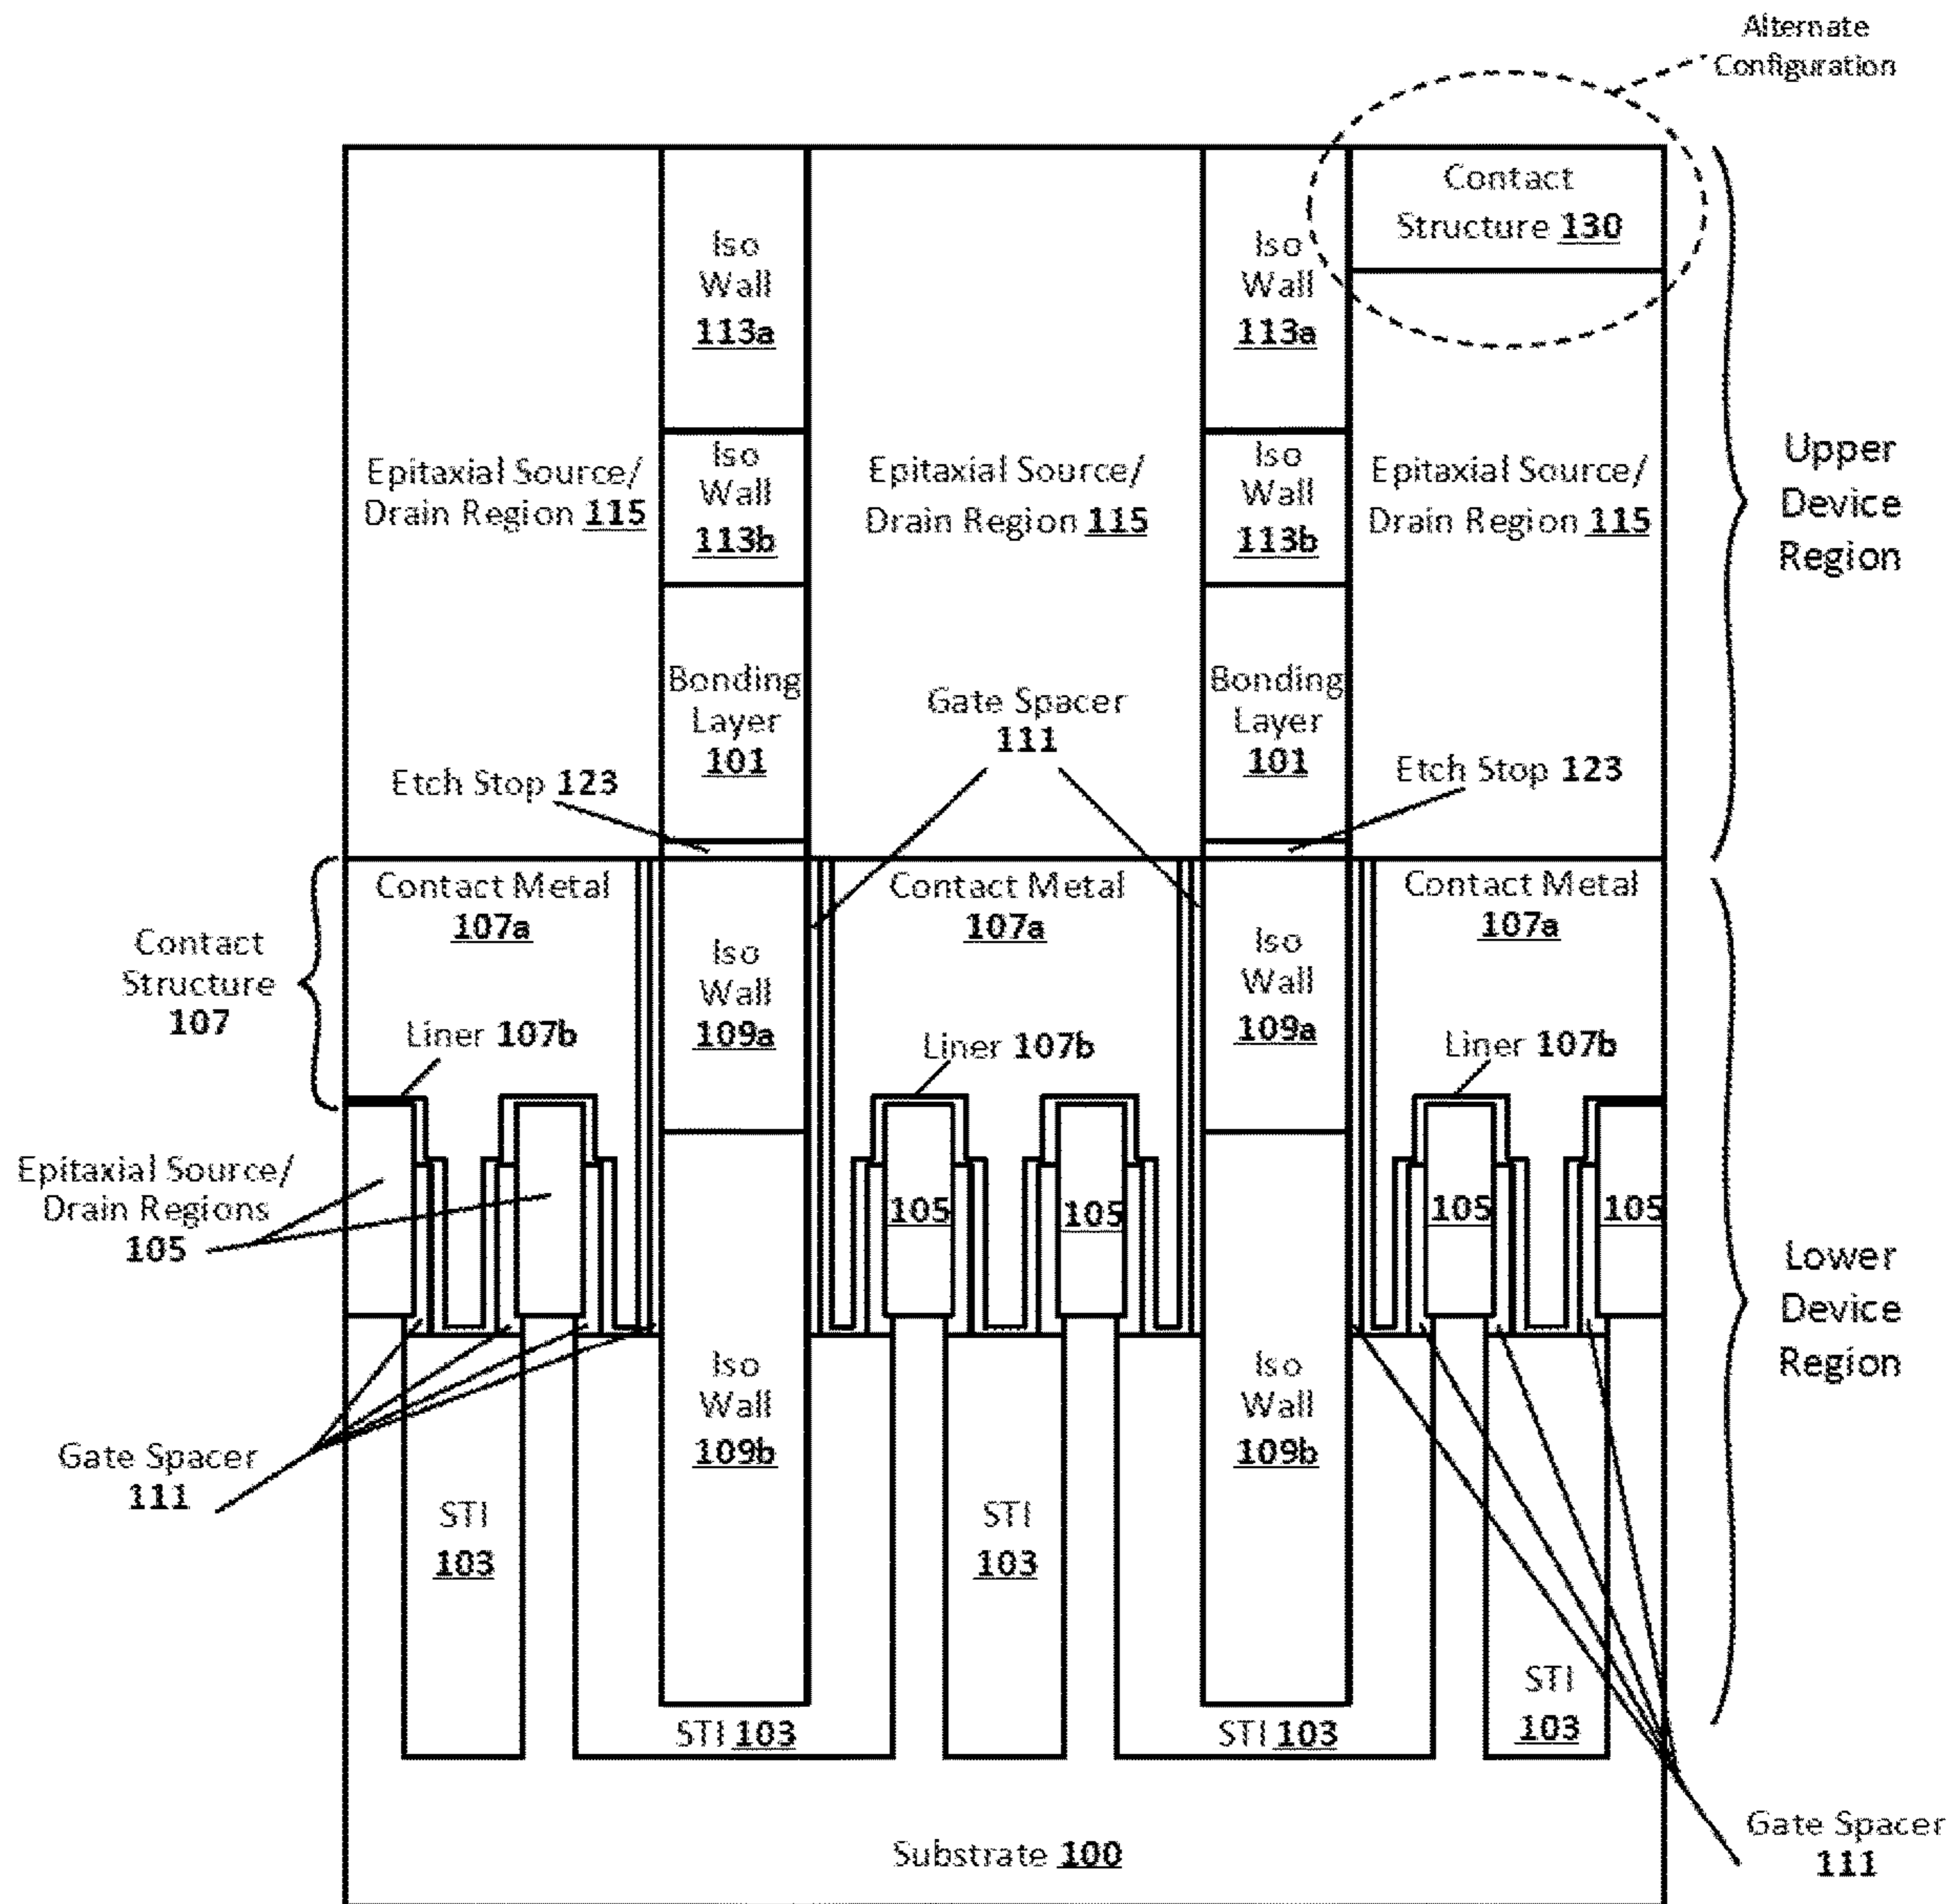 Alternate
Configuration
Contact
Structure 130
Iso
Wall
113a
Iso
Wall
113a
Upper
Device
Region
Epitaxial Source/
Drain Region 115
Iso
Wall
113b
Epitaxial Source/
Drain Region 115
Iso
Wall
113b
Epitaxial Source/
Drain Region 115
Bonding
Layer
101
Gate Spacer
111
Bonding
Layer
101
Etch Stop 123
Etch Stop 123
Contact Metal
107a
Contact Metal
107a
Contact Metal
107a
Contact
Structure
107
Iso
Wall
109a
Iso
Wall
109a
Liner 107b
Liner 107b
Liner 107b
Epitaxial Source/
Drain Regions
105
105
105
105
105
Lower
Device
Region
Iso
Wall
109b
Iso
Wall
109b
Gate Spacer
111
STI
103
STI
103
STI
103
STI 103
STI 103
Gate Spacer
111
Substrate 100